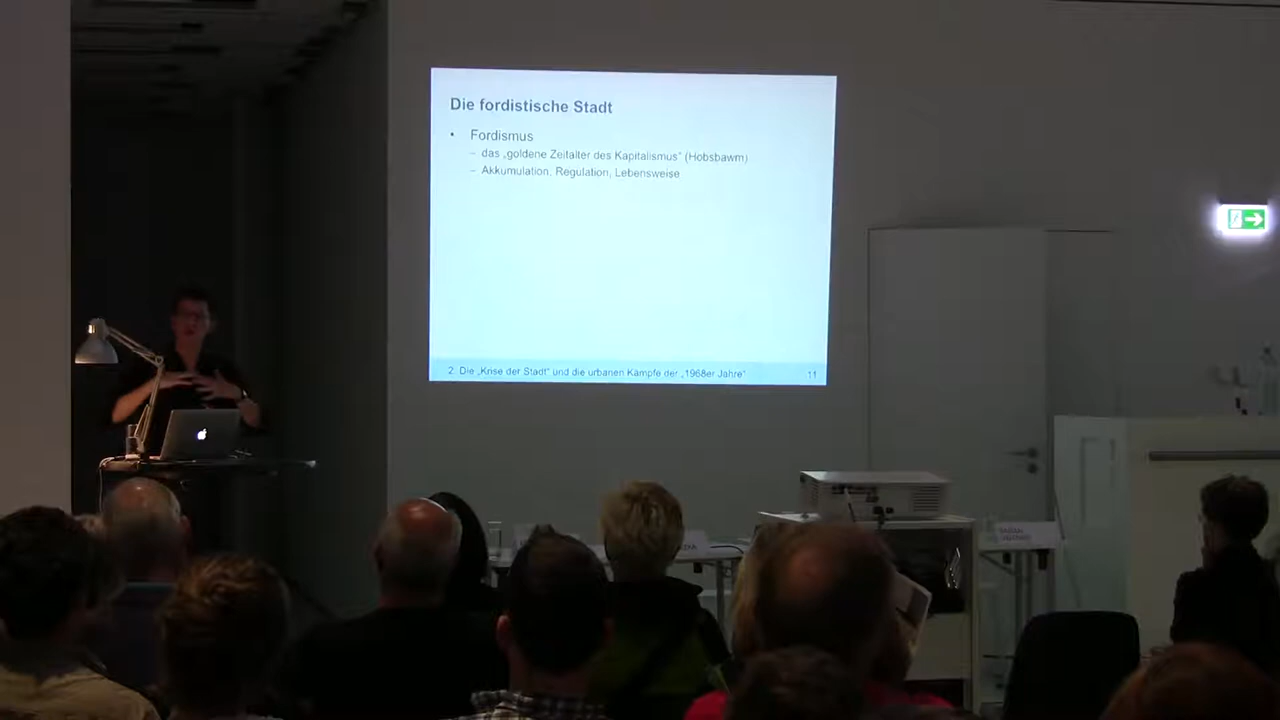 Die fordistische Stadt
• Fordismus
– das „goldene Zeitalter des Kapitalismus“ (Hobsbawm)
– Akkumulation, Regulation, Lebensweise
2. Die „Krise der Stadt“ und die urbanen Kämpfe der „1968er Jahre“
11